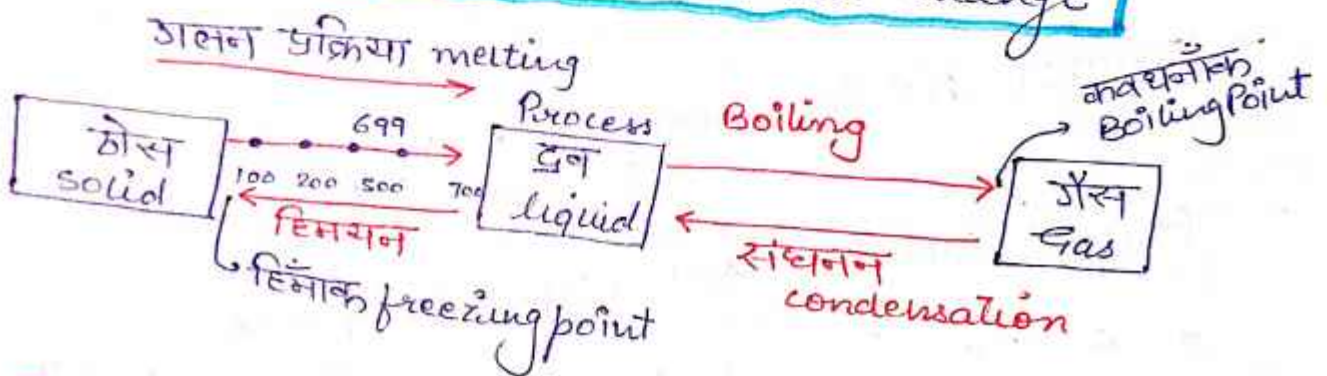 गलन प्रक्रिया melting
Process
Boiling
क्वथनाँक
Boiling Point
ठोस
solid
699
100 200 500 700
द्रव
liquid
गैस
Gas
हिमयन
संघनन
condensation
हिमाँक freezing point